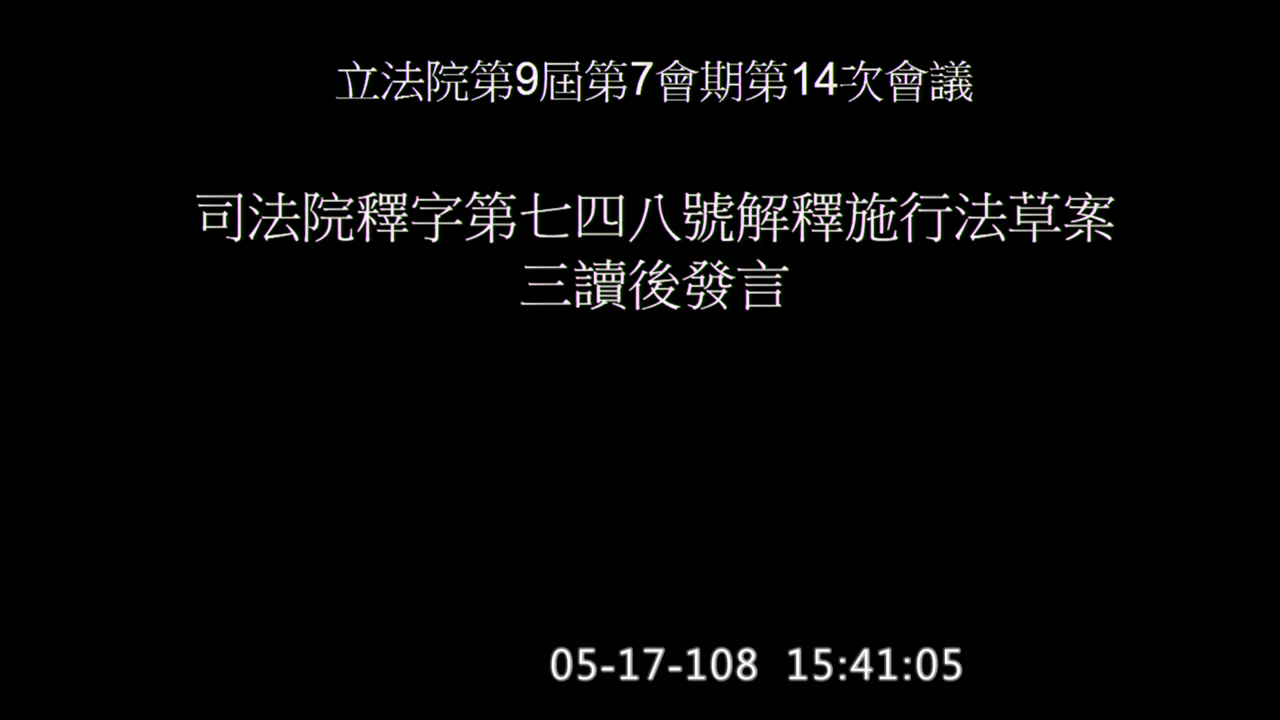 立法院第9屆第7會期第14次會議
司法院釋字第七四八號解釋施行法草案
三讀後發言
05-17-108 15:41:05